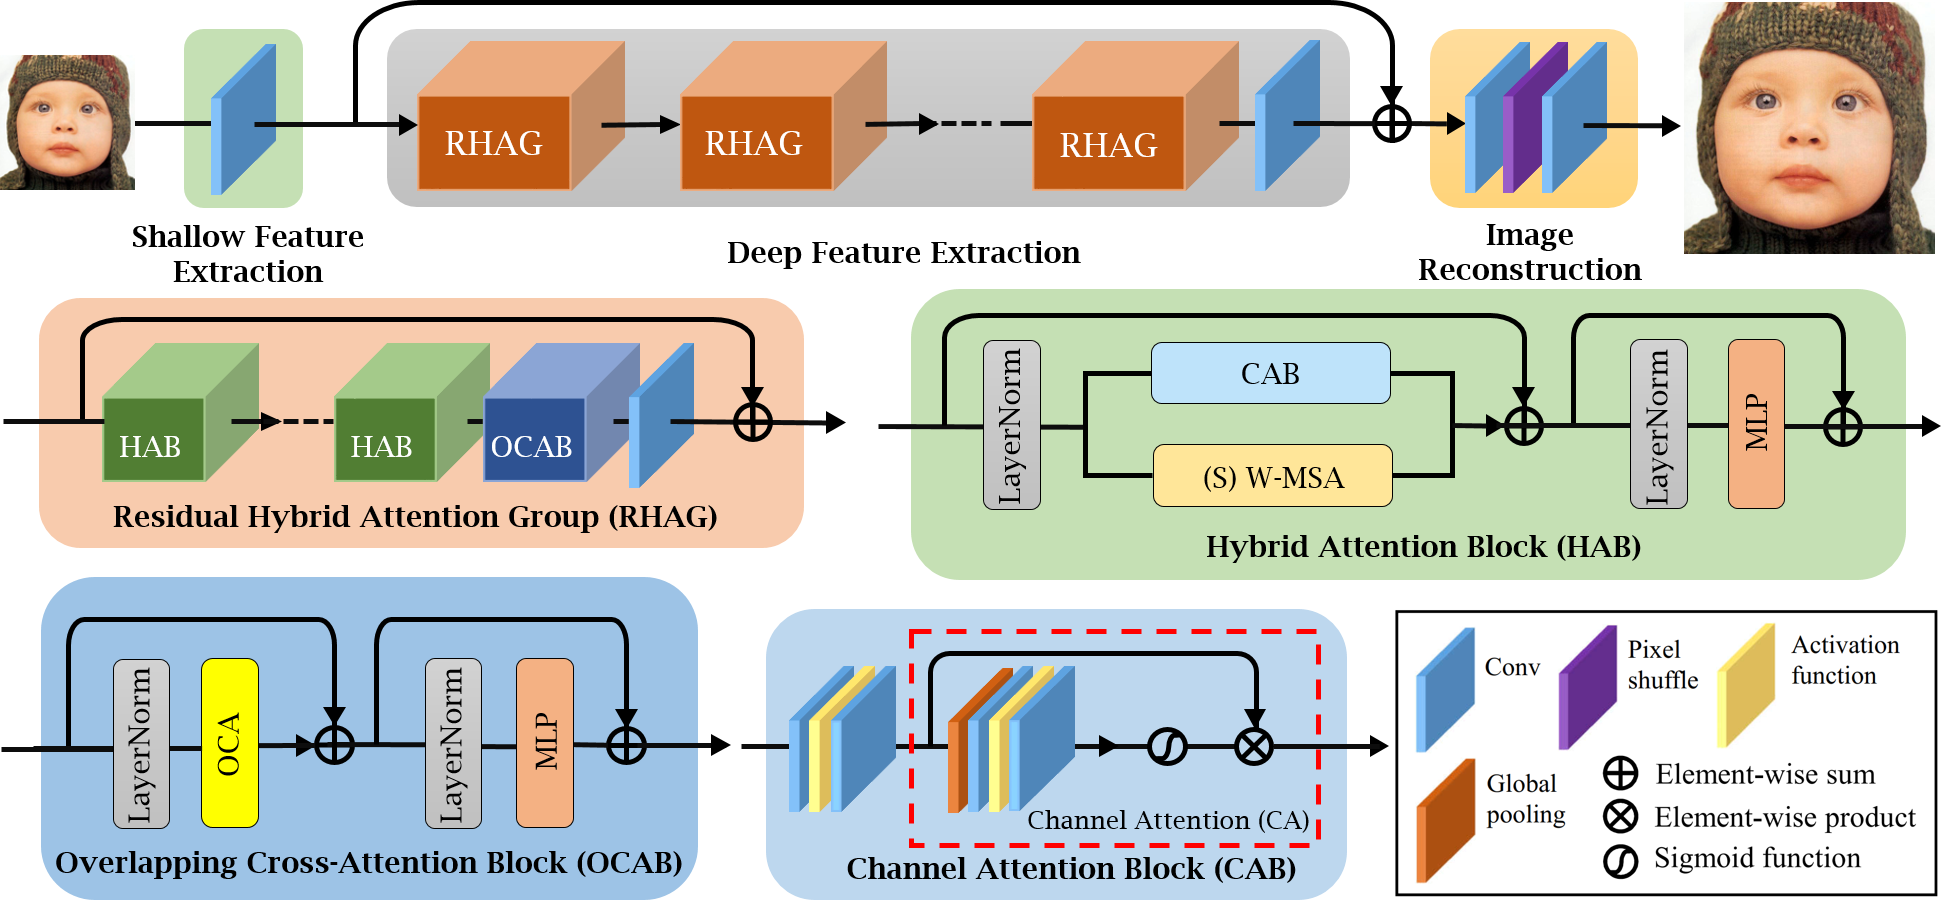 RHAG
RHAG
RHAG
Shallow Feature
Extraction
Deep Feature Extraction
Image
Reconstruction
HAB
HAB
OCAB
Residual Hybrid Attention Group (RHAG)
LayerNorm
CAB
(S) W-MSA
LayerNorm
MLP
Hybrid Attention Block (HAB)
LayerNorm
OCA
LayerNorm
MLP
Overlapping Cross-Attention Block (OCAB)
Channel Attention (CA)
Channel Attention Block (CAB)
Conv
Pixel
shuffle
Activation
function
Global
pooling
Element-wise sum
Element-wise product
Sigmoid function